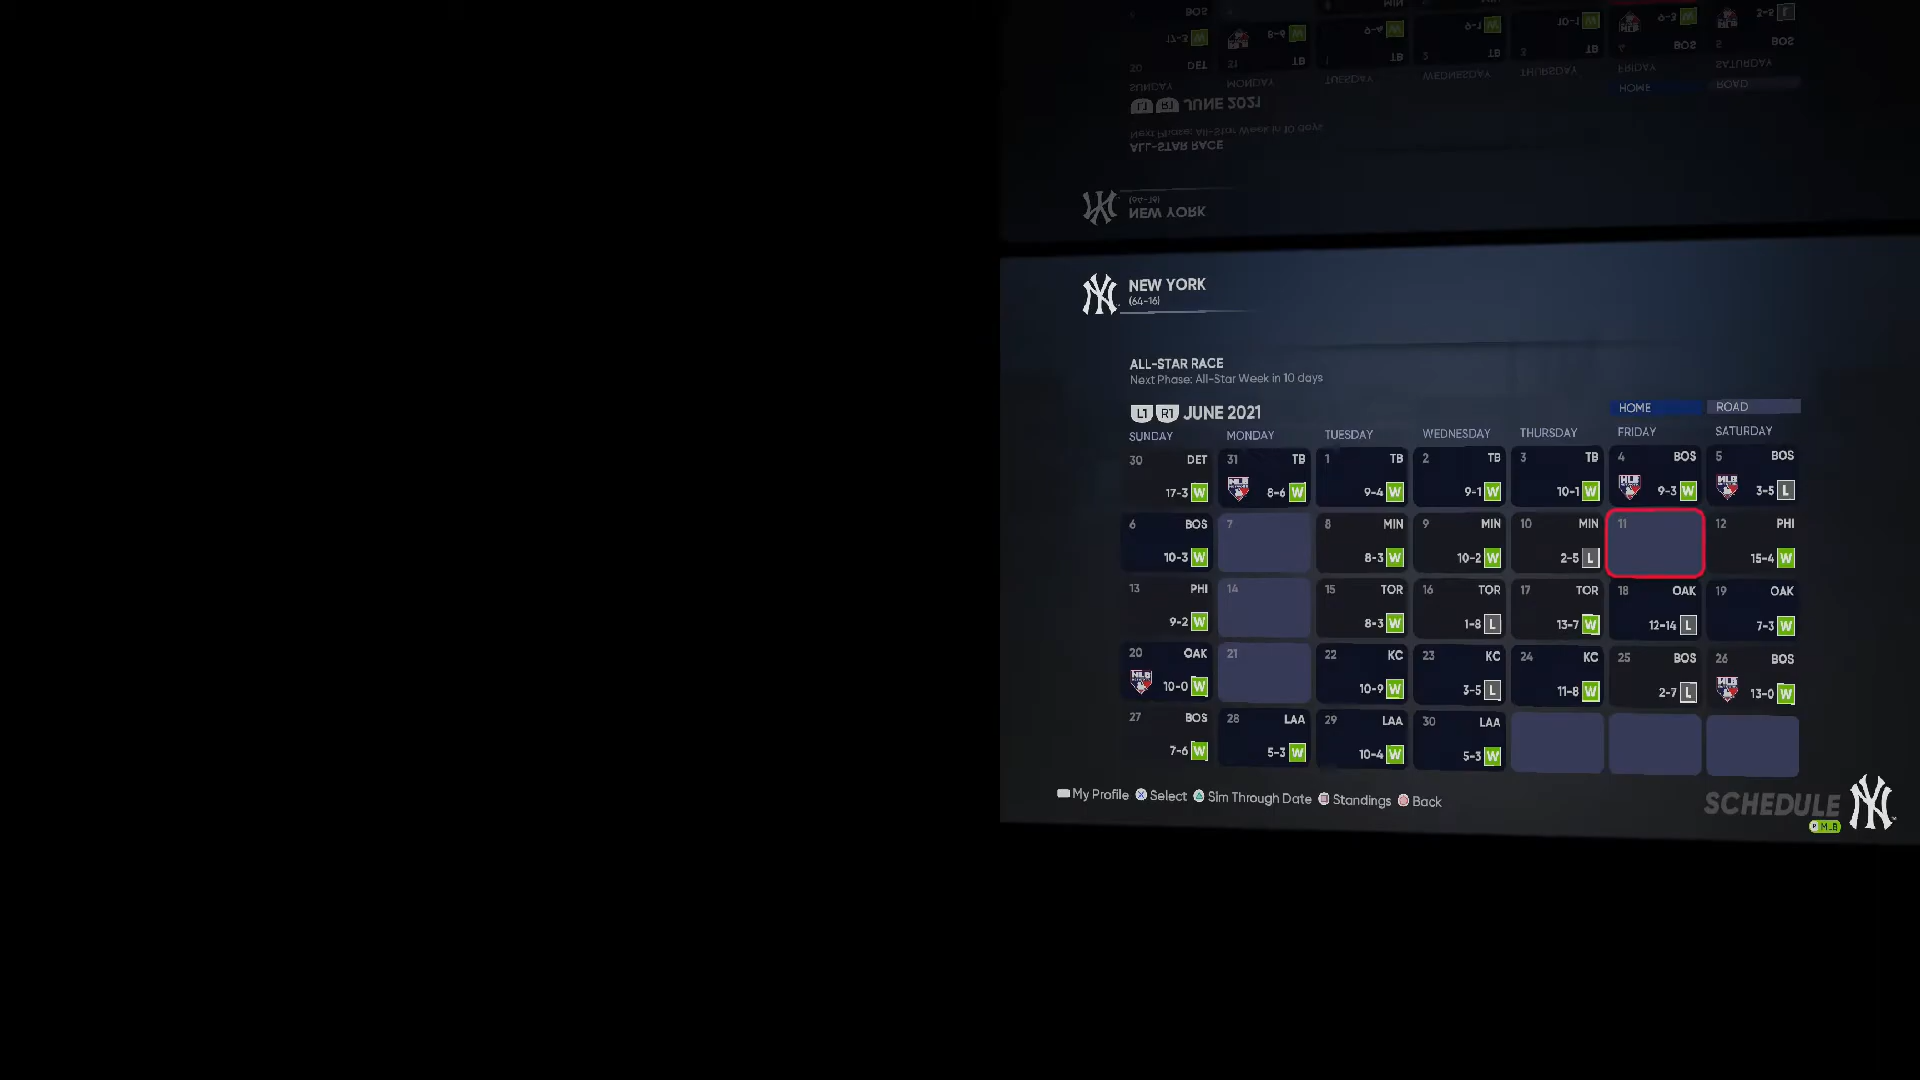 NEW YORK
(64-16)
ALL-STAR RACE
Next Phase: All-Star Week in 10 days
L1 R1 JUNE 2021
HOME ROAD
SUNDAY MONDAY TUESDAY WEDNESDAY THURSDAY FRIDAY SATURDAY
30 DET 31 TB 1 TB 2 TB 3 TB 4 BOS 5 BOS
17-3 W 8-6 W 9-4 W 9-1 W 10-1 W 9-3 W 3-5 L
6 BOS 7 8 MIN 9 MIN 10 MIN 11 12 PHI
10-3 W 8-3 W 10-2 W 2-5 L 15-4 W
13 PHI 14 15 TOR 16 TOR 17 TOR 18 OAK 19 OAK
9-2 W 8-3 W 1-8 L 13-7 W 12-14 L 7-3 W
20 OAK 21 22 KC 23 KC 24 KC 25 BOS 26 BOS
10-0 W 10-9 W 3-5 L 11-8 W 2-7 L 13-0 W
27 BOS 28 LAA 29 LAA 30 LAA
7-6 W 5-3 W 10-4 W 5-3 W
My Profile Select Sim Through Date Standings Back
SCHEDULE
MLB